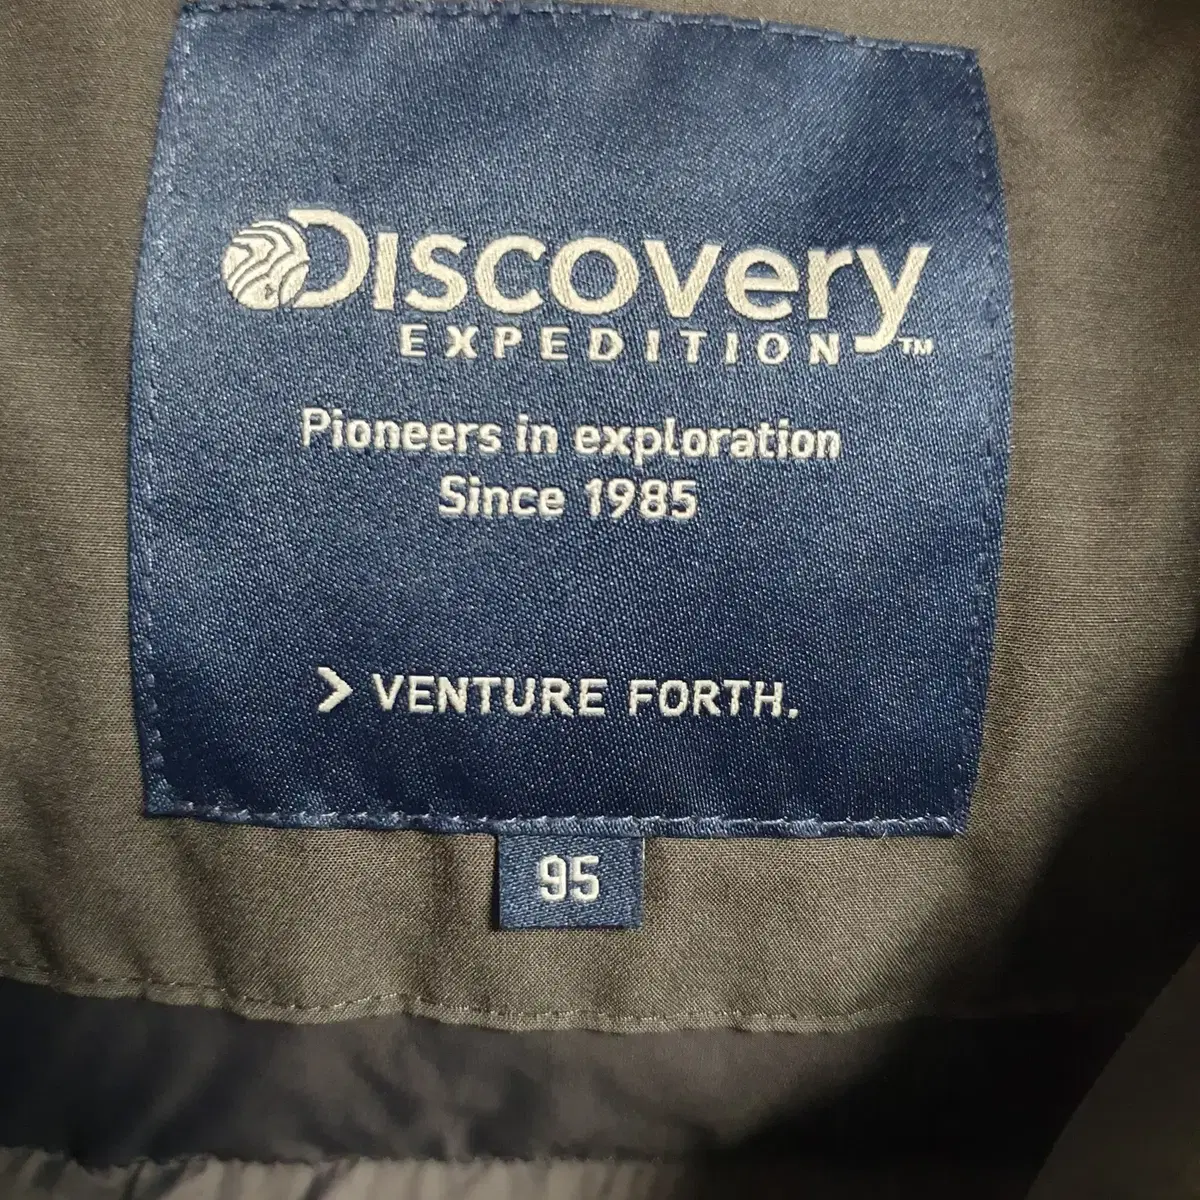 Discovery
EXPEDITION™
Pioneers in exploration
Since 1985
> VENTURE FORTH.
95